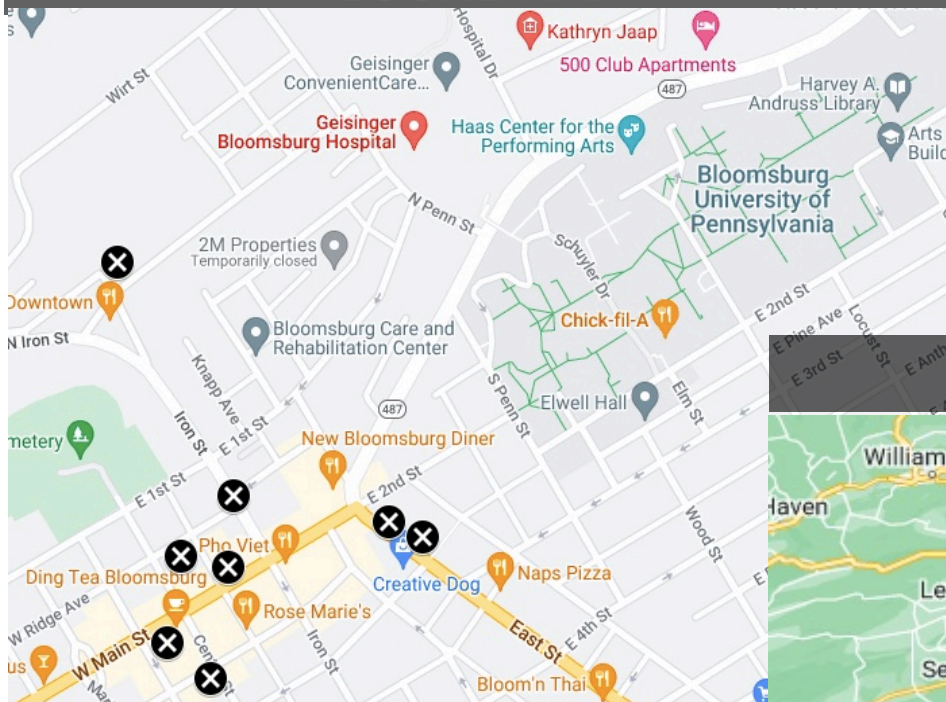 Wirt St
Hospital Dr
Kathryn Jaap
500 Club Apartments
Geisinger
ConvenientCare...
487
Harvey A.
Andruss Library
Geisinger
Bloomsburg Hospital
Haas Center for the
Performing Arts
Arts
Build
Bloomsburg
University of
Pennsylvania
N Penn St
2M Properties
Temporarily closed
Schuyler Dr
Downtown
Chick-fil-A
E 2nd St
E Pine Ave
Locust St
N Iron St
Bloomsburg Care and
Rehabilitation Center
E 3rd St
E Anth
Knapp Ave
S Penn St
Elm St
Elwell Hall
487
Iron St
E 1st St
metery
New Bloomsburg Diner
E 2nd St
E 1st St
Wood St
William
Haven
Pho Viet
Ding Tea Bloomsburg
Creative Dog
Naps Pizza
Le
W Ridge Ave
Rose Marie's
E 4th St
East St
Iron St
W Main St
us
Se
Bloom'n Thai